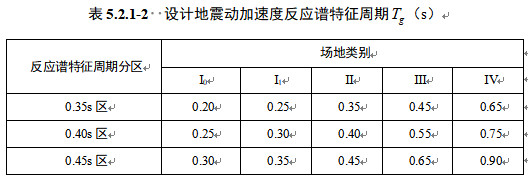 表 5.2.1-2 设计地震动加速度反应谱特征周期 Tg（s）
反应谱特征周期分区 场地类别
I0 I1 II III IV
0.35s 区 0.20 0.25 0.35 0.45 0.65
0.40s 区 0.25 0.30 0.40 0.55 0.75
0.45s 区 0.30 0.35 0.45 0.65 0.90